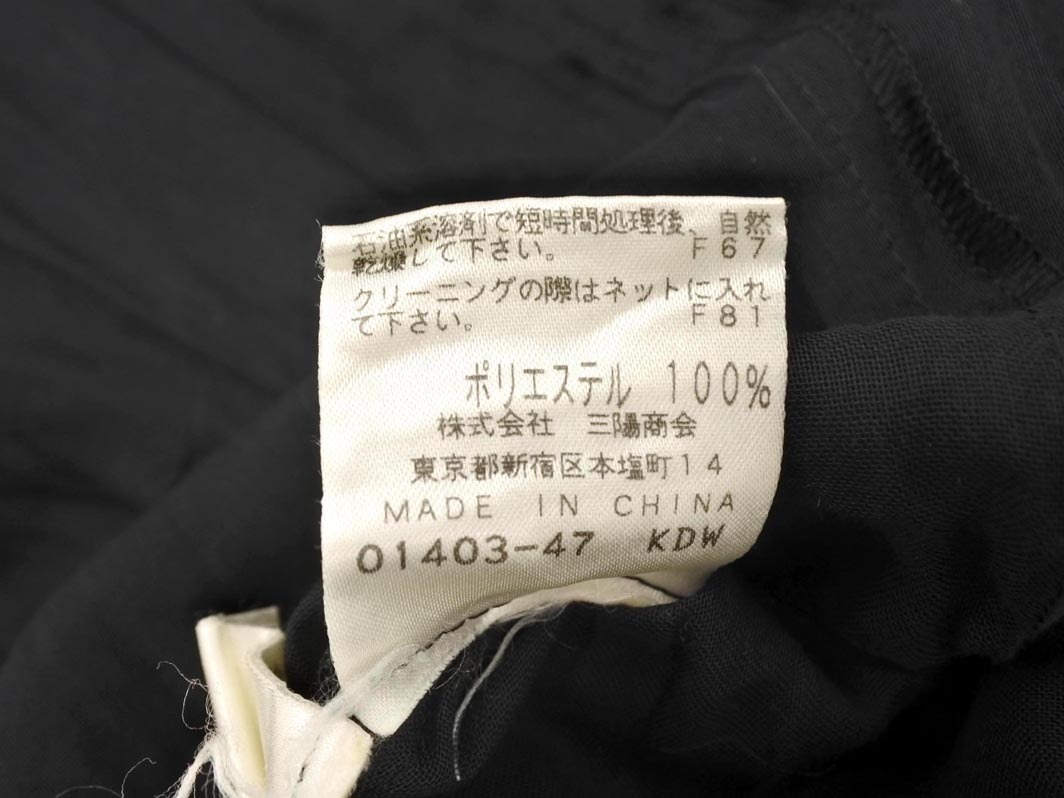 石油系溶剤で短時間処理後、自然
乾燥して下さい。 F67
クリーニングの際はネットに入れ
て下さい。 F81
ポリエステル 100%
株式会社 三陽商会
東京都新宿区本塩町14
MADE IN CHINA
01403-47 KDW